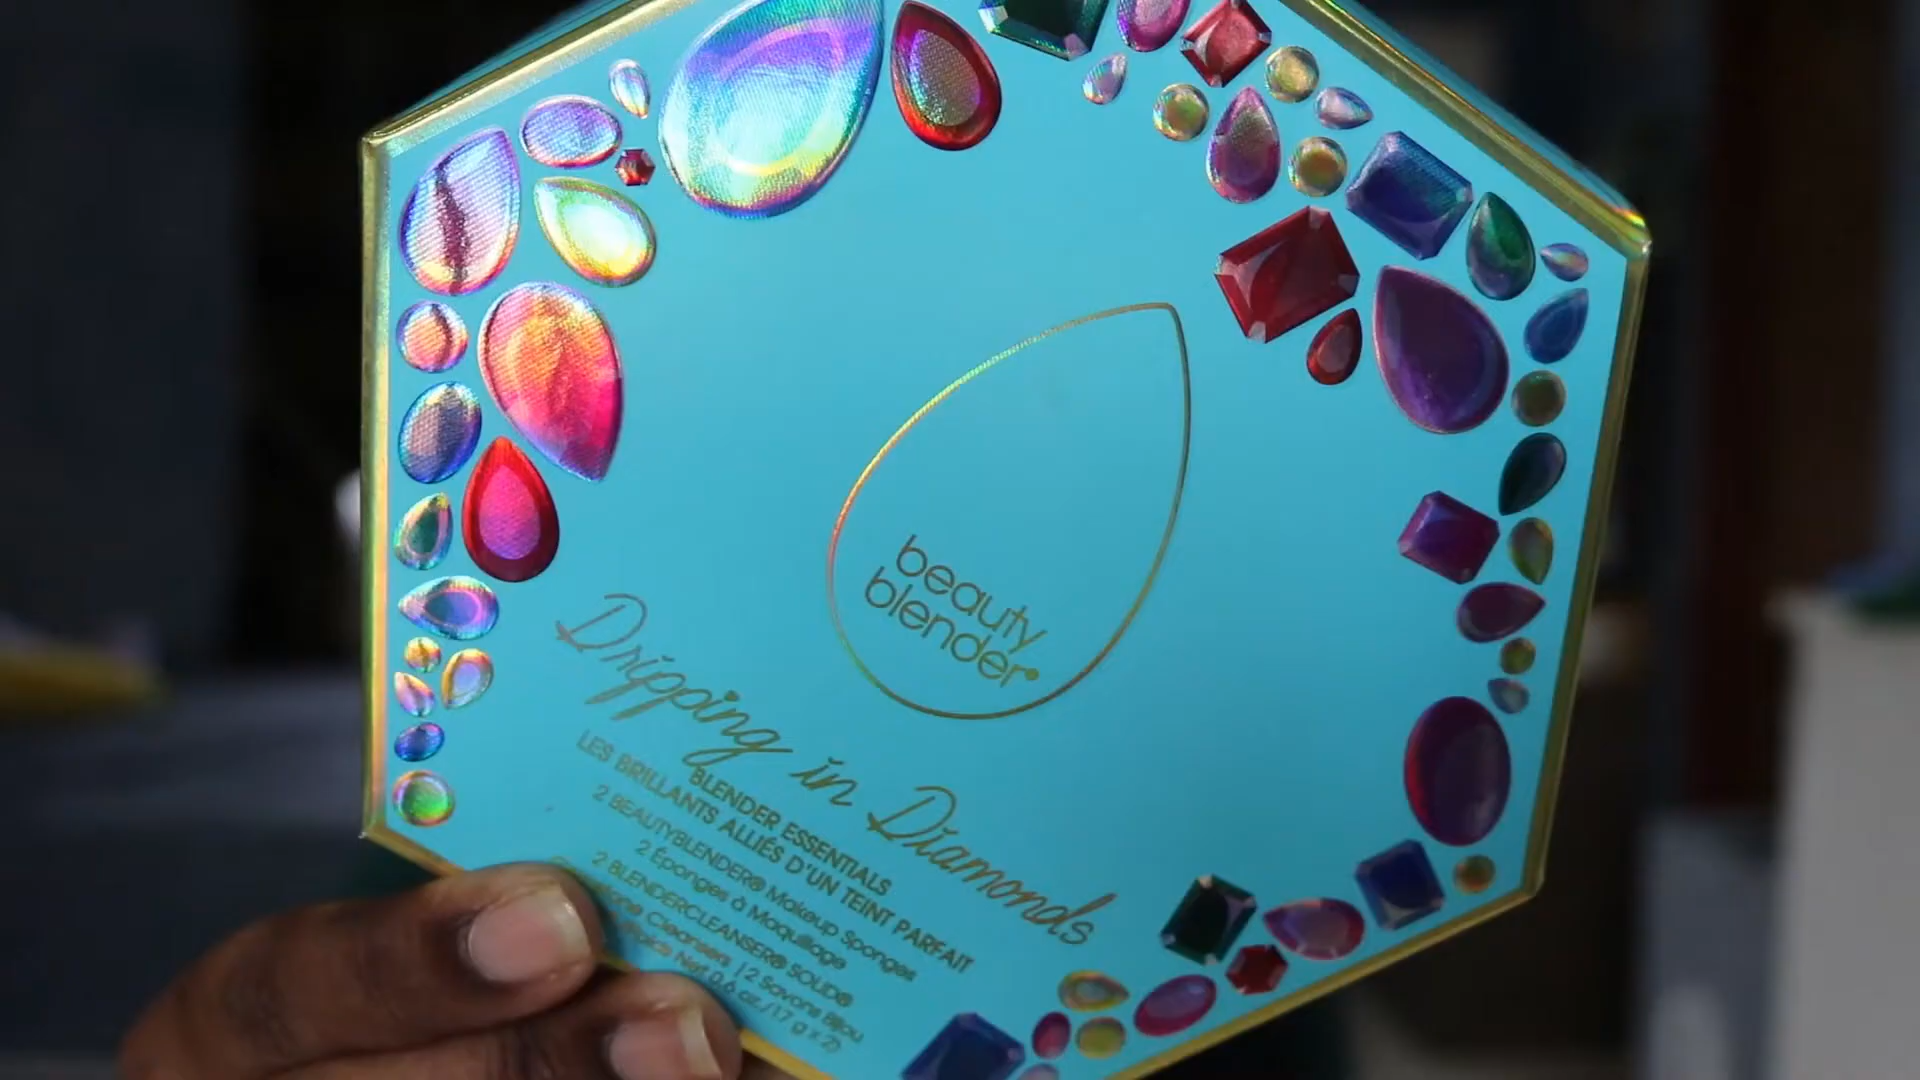 beauty
blender
Dripping in Diamonds
BLENDER ESSENTIALS
LES BRILLANTS ALLIÉS D'UN TEINT PARFAIT
2 BEAUTYBLENDER® Makeup Sponges
2 Éponges à Maquillage
2 BLENDERCLEANSER® SOLID®
Cleansers | 2 Savons Bijou
Net 0.6 oz./17 g x 2)